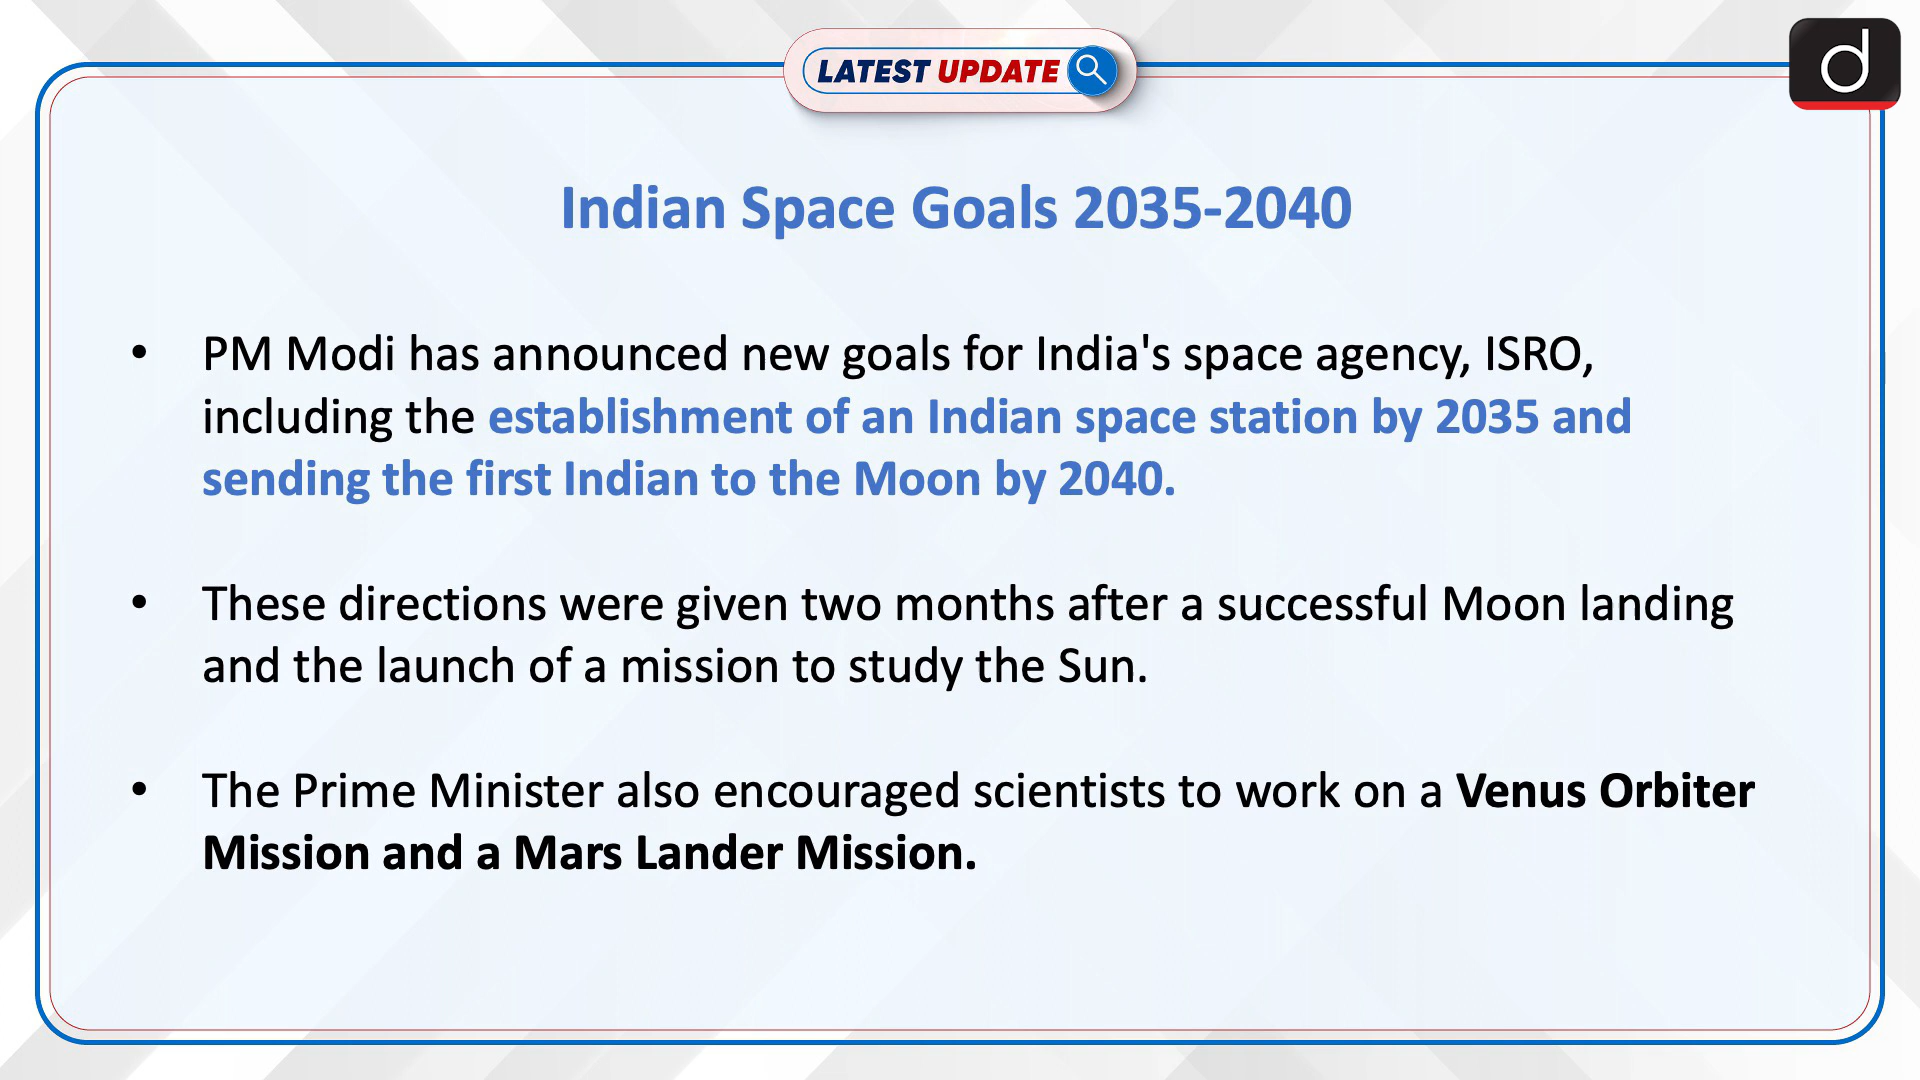 LATEST UPDATE
d
Indian Space Goals 2035-2040
• PM Modi has announced new goals for India's space agency, ISRO,
including the establishment of an Indian space station by 2035 and
sending the first Indian to the Moon by 2040.
• These directions were given two months after a successful Moon landing
and the launch of a mission to study the Sun.
• The Prime Minister also encouraged scientists to work on a Venus Orbiter
Mission and a Mars Lander Mission.